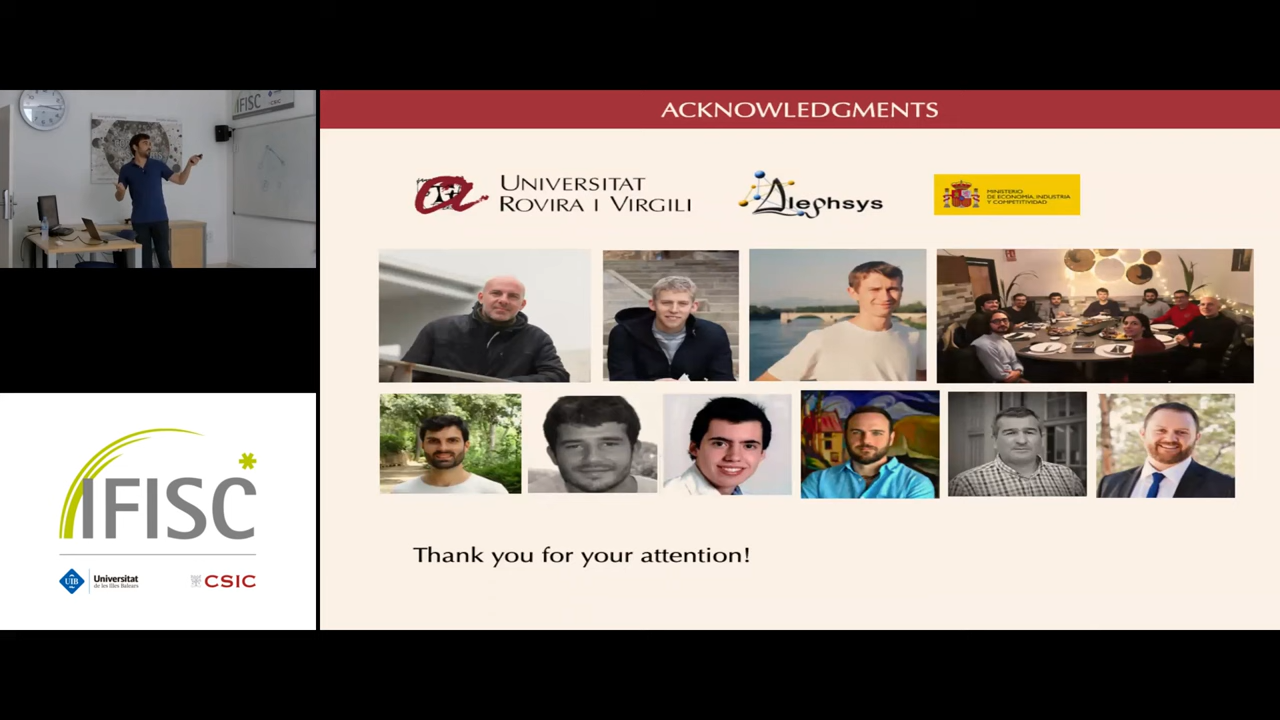 IFISC
ACKNOWLEDGMENTS
UNIVERSITAT
ROVIRA I VIRGILI
Alephsys
MINISTERIO
DE ECONOMÍA, INDUSTRIA
Y COMPETITIVIDAD
IFISC
UIB
Universitat
de les Illes Balears
CSIC
Thank you for your attention!